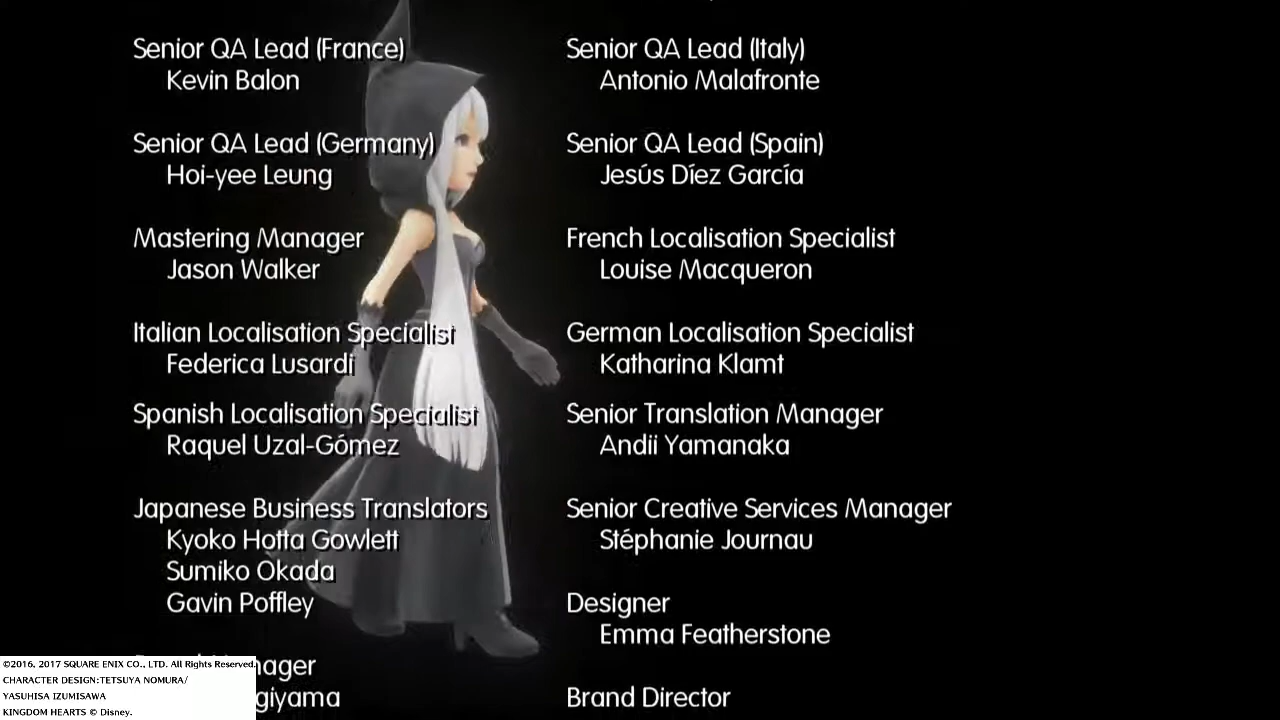 Senior QA Lead (France)
Kevin Balon
Senior QA Lead (Germany)
Hoi-yee Leung
Mastering Manager
Jason Walker
Italian Localisation Specialist
Federica Lusardi
Spanish Localisation Specialist
Raquel Uzal-Gómez
Japanese Business Translators
Kyoko Hotta Gowlett
Sumiko Okada
Gavin Poffley
Senior QA Lead (Italy)
Antonio Malafronte
Senior QA Lead (Spain)
Jesús Díez García
French Localisation Specialist
Louise Macqueron
German Localisation Specialist
Katharina Klamt
Senior Translation Manager
Andii Yamanaka
Senior Creative Services Manager
Stéphanie Journau
Designer
Emma Featherstone
Brand Director
©2016, 2017 SQUARE ENIX CO., LTD. All Rights Reserved.
CHARACTER DESIGN:TETSUYA NOMURA/
YASUHISA IZUMISAWA
KINGDOM HEARTS © Disney.